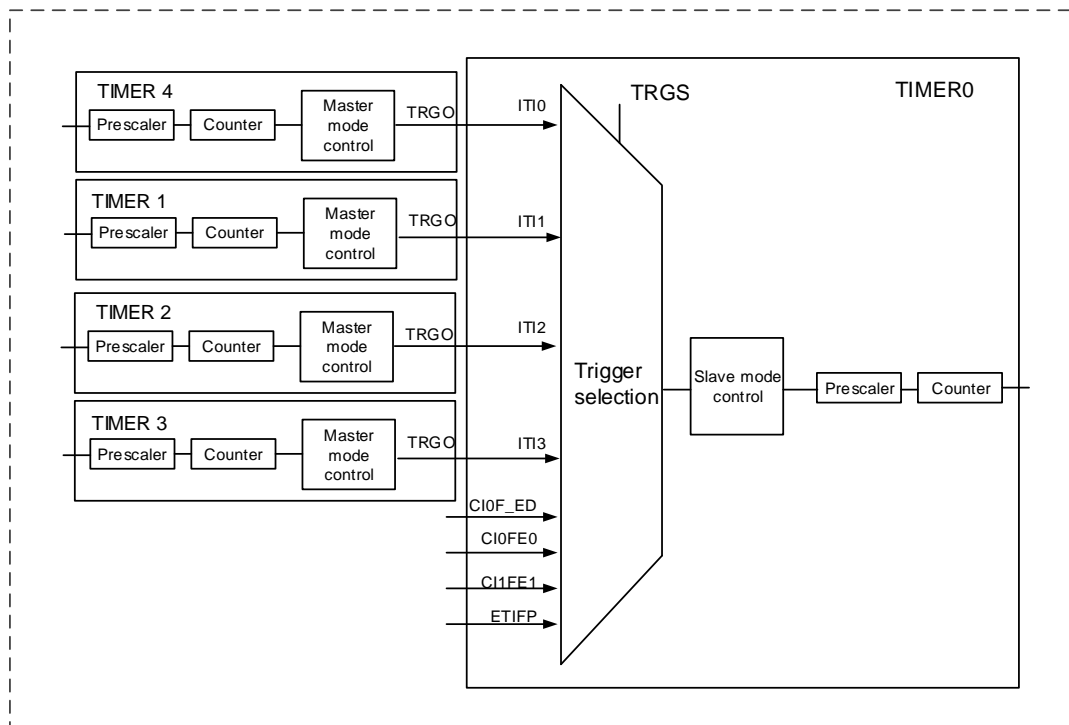 TIMER 4
Prescaler
Counter
Master
mode
control
TRGO
ITI0
TRGS
TIMER0
TIMER 1
Prescaler
Counter
Master
mode
control
TRGO
ITI1
TIMER 2
Prescaler
Counter
Master
mode
control
TRGO
ITI2
Trigger
selection
Slave mode
control
Prescaler
Counter
TIMER 3
Prescaler
Counter
Master
mode
control
TRGO
ITI3
CI0F_ED
CI0FE0
CI1FE1
ETIFP